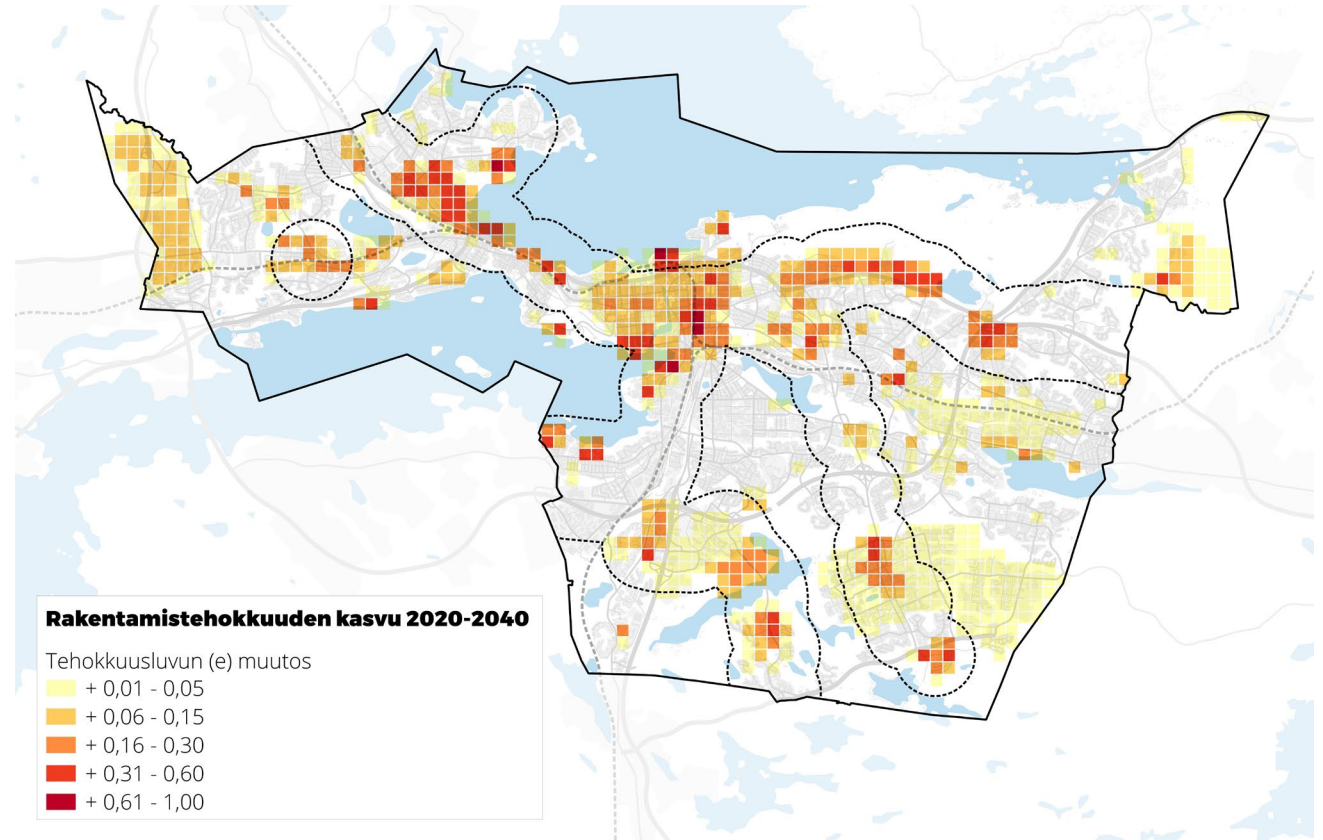 Rakentamistehokkuuden kasvu 2020-2040
Tehokkuusluvun (e) muutos
+ 0,01 - 0,05
+ 0,06 - 0,15
+ 0,16 - 0,30
+ 0,31 - 0,60
+ 0,61 - 1,00